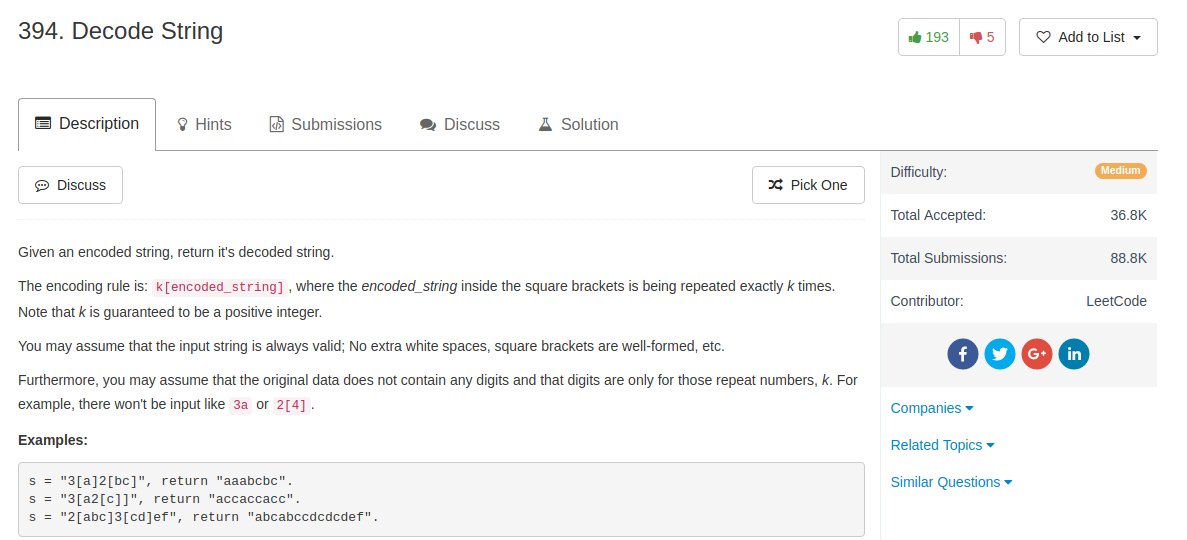 394. Decode String
193
5
Add to List
Description
Hints
Submissions
Discuss
Solution
Discuss
Pick One
Given an encoded string, return it's decoded string.
The encoding rule is: k[encoded_string] , where the encoded_string inside the square brackets is being repeated exactly k times.
Note that k is guaranteed to be a positive integer.
You may assume that the input string is always valid; No extra white spaces, square brackets are well-formed, etc.
Furthermore, you may assume that the original data does not contain any digits and that digits are only for those repeat numbers, k. For
example, there won't be input like 3a or 2[4] .
Examples:
s = "3[a]2[bc]", return "aaabcbc".
s = "3[a2[c]]", return "accaccacc".
s = "2[abc]3[cd]ef", return "abcabccdcdcdef".
Difficulty: Medium
Total Accepted: 36.8K
Total Submissions: 88.8K
Contributor: LeetCode
f G+ in
Companies
Related Topics
Similar Questions